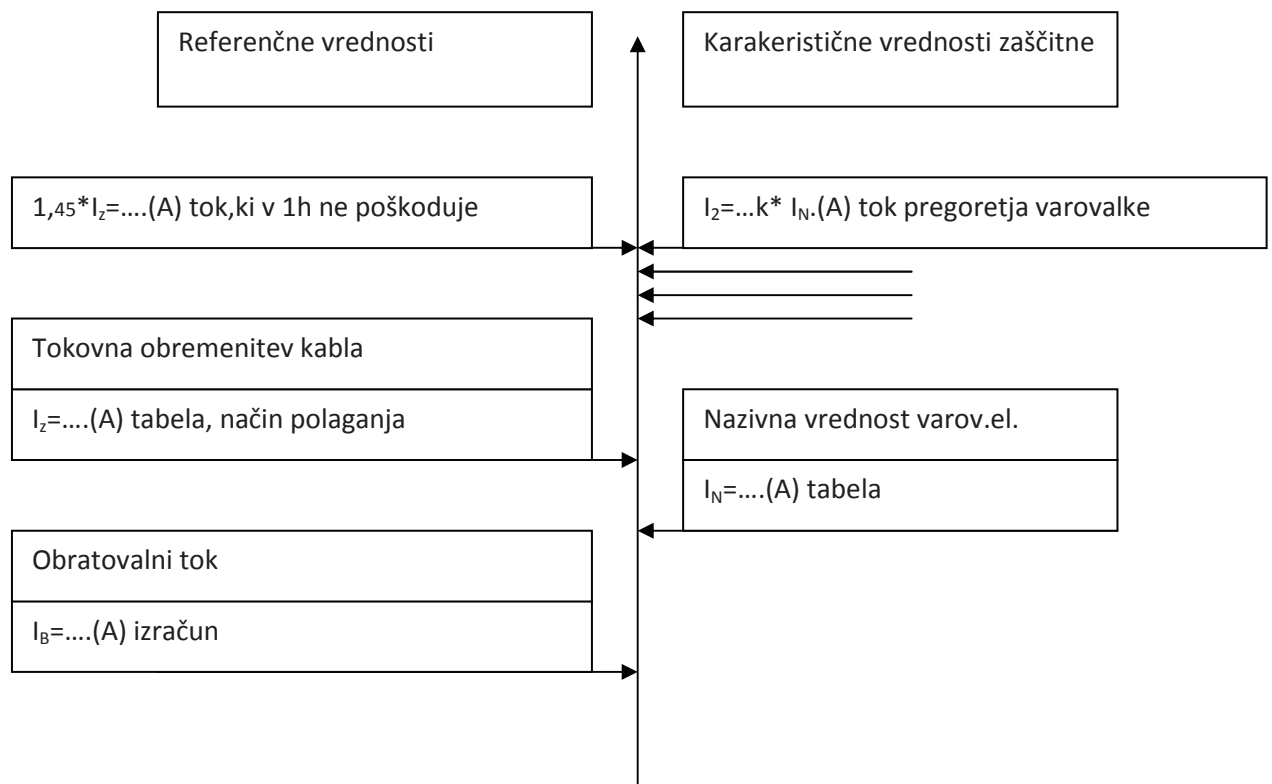 Referenčne vrednosti
Karakeristične vrednosti zaščitne
1,45*Iz=....(A) tok,ki v 1h ne poškoduje
I2=...k* IN.(A) tok pregoretja varovalke
Tokovna obremenitev kabla
Iz=....(A) tabela, način polaganja
Nazivna vrednost varov.el.
IN=....(A) tabela
Obratovalni tok
IB=....(A) izračun